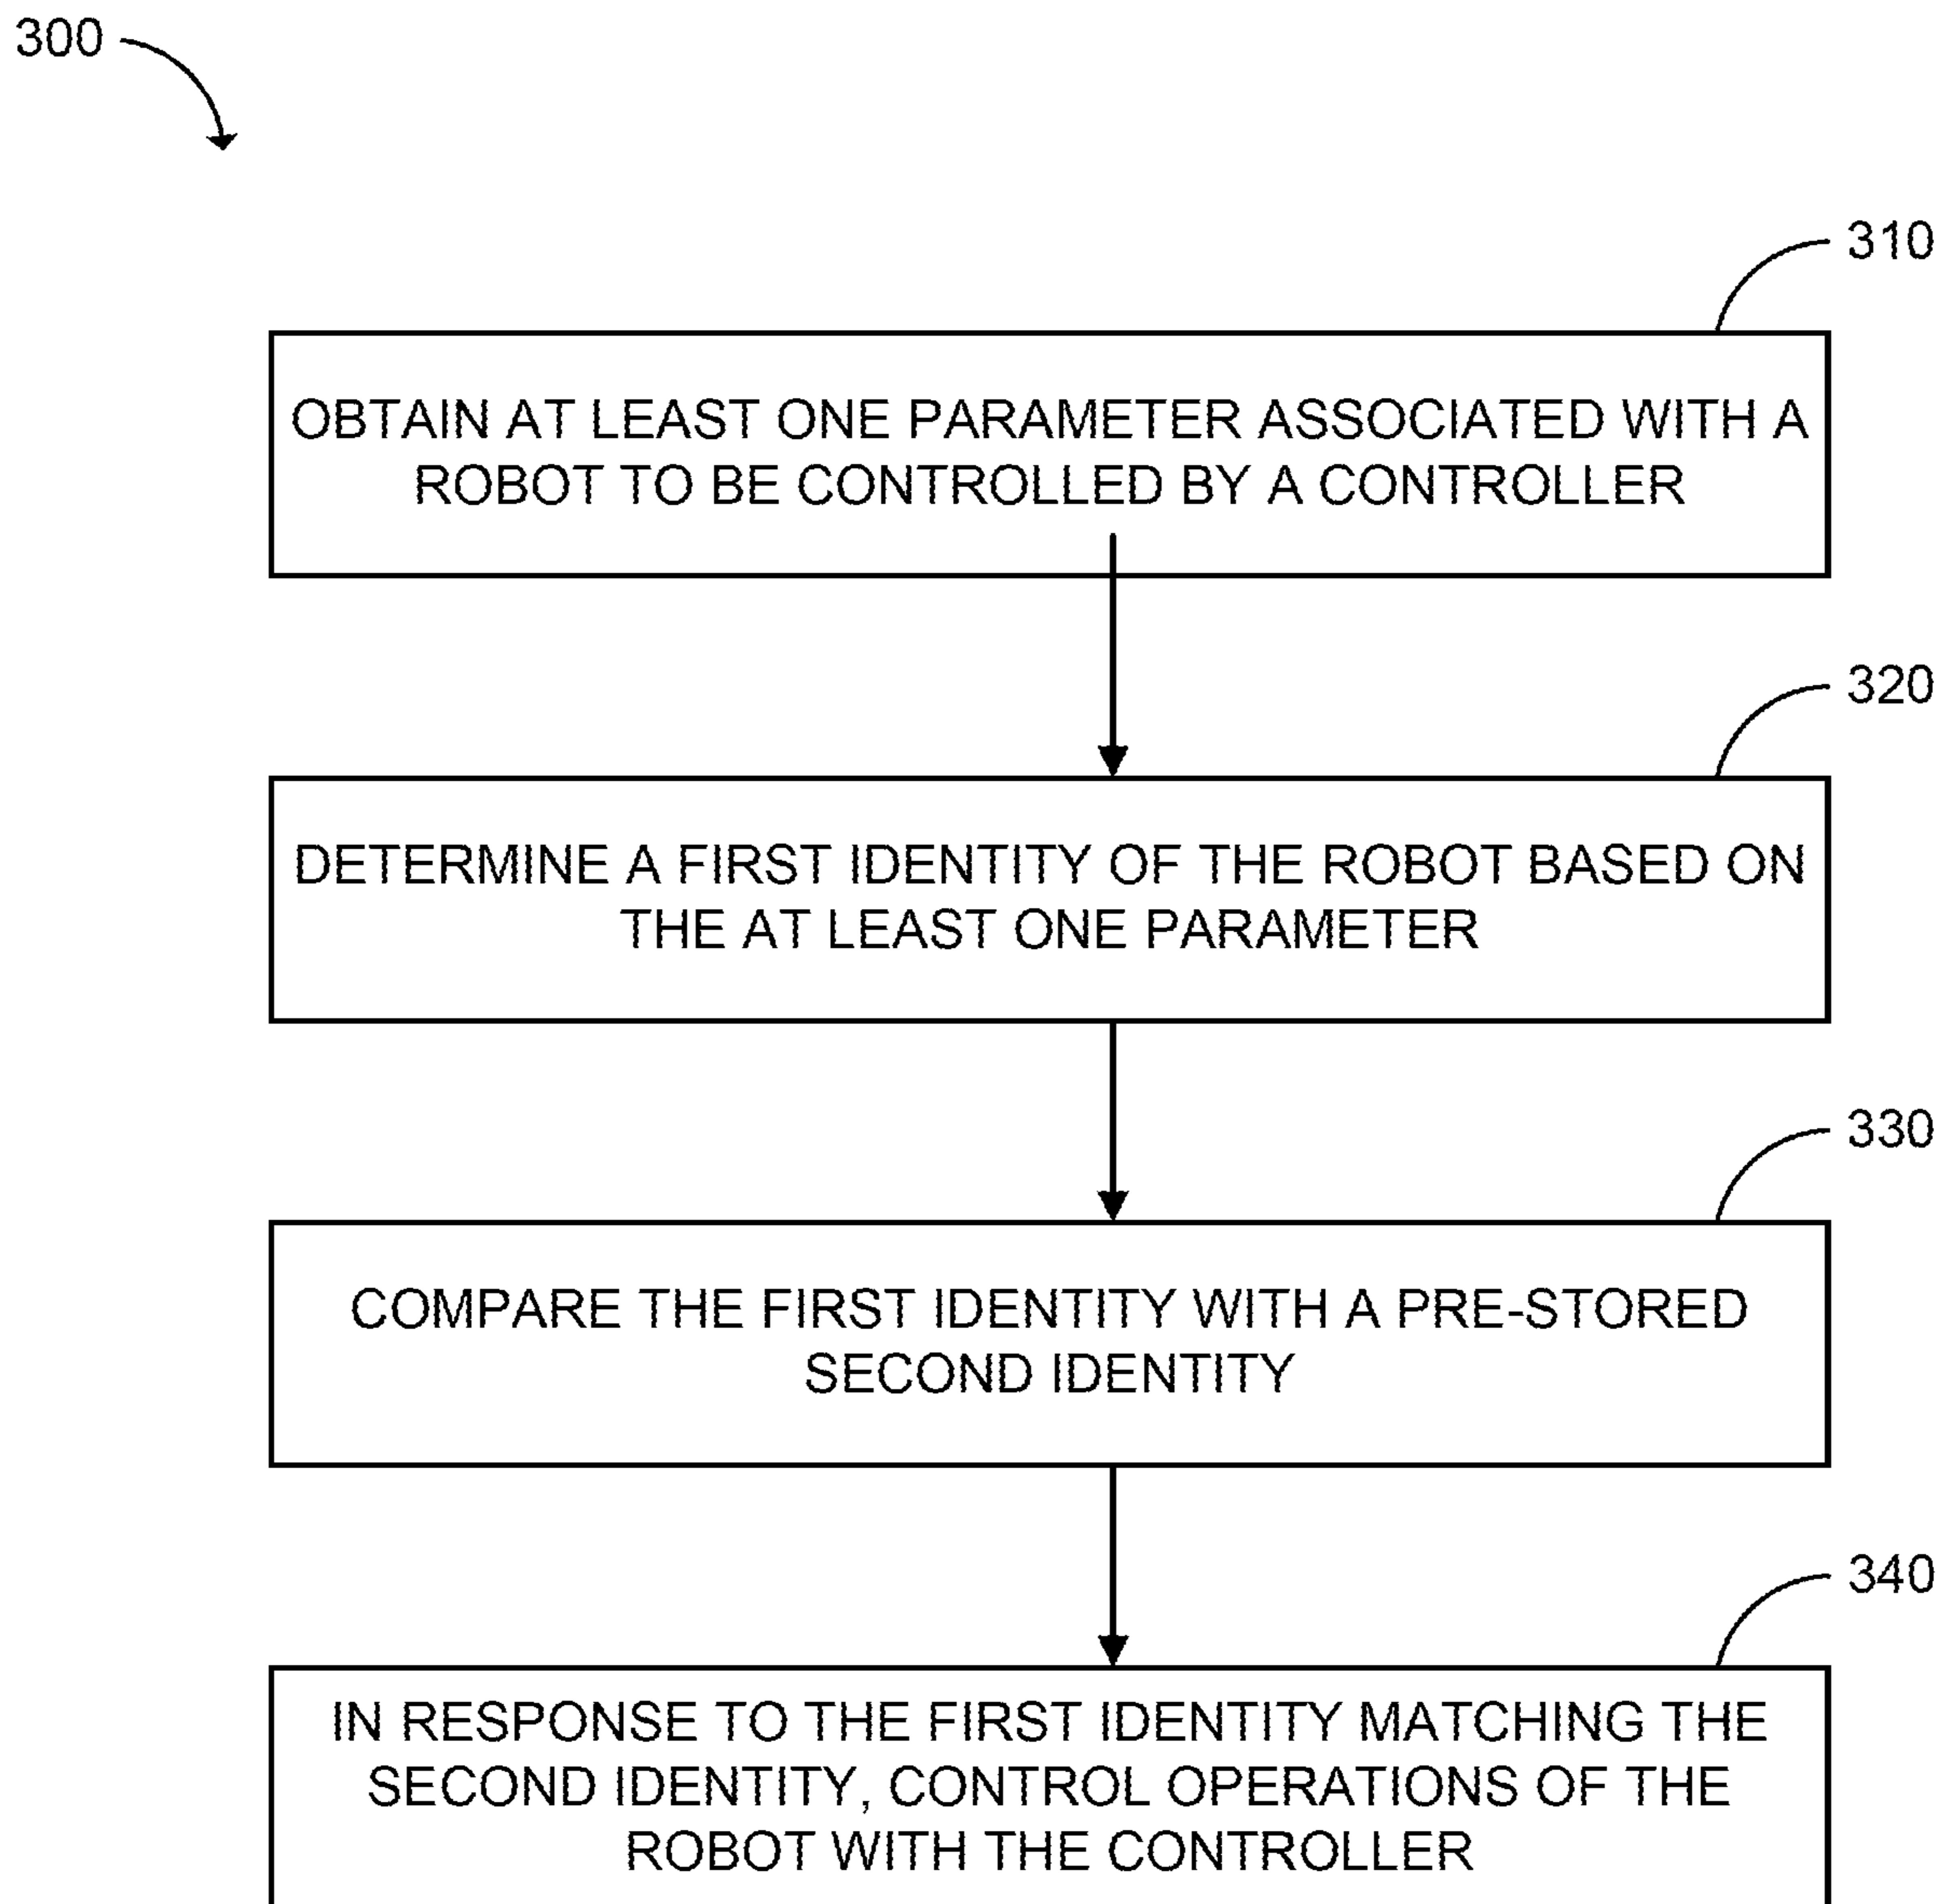 300
310
OBTAIN AT LEAST ONE PARAMETER ASSOCIATED WITH A
ROBOT TO BE CONTROLLED BY A CONTROLLER
320
DETERMINE A FIRST IDENTITY OF THE ROBOT BASED ON
THE AT LEAST ONE PARAMETER
330
COMPARE THE FIRST IDENTITY WITH A PRE-STORED
SECOND IDENTITY
340
IN RESPONSE TO THE FIRST IDENTITY MATCHING THE
SECOND IDENTITY, CONTROL OPERATIONS OF THE
ROBOT WITH THE CONTROLLER